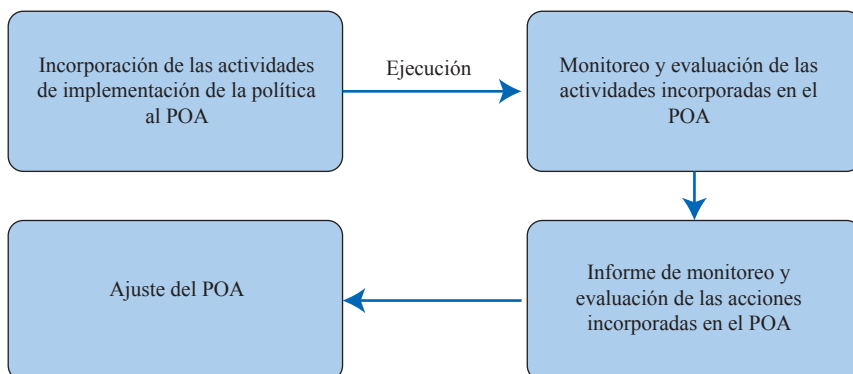 Incorporación de las actividades
de implementación de la política
al POA
Ejecución
Monitoreo y evaluación de las
actividades incorporadas en el
POA
Informe de monitoreo y
evaluación de las acciones
incorporadas en el POA
Ajuste del POA